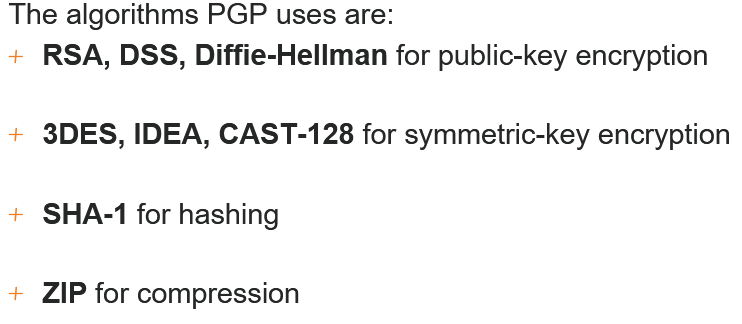 The algorithms PGP uses are:
+ RSA, DSS, Diffie-Hellman for public-key encryption
+ 3DES, IDEA, CAST-128 for symmetric-key encryption
+ SHA-1 for hashing
+ ZIP for compression